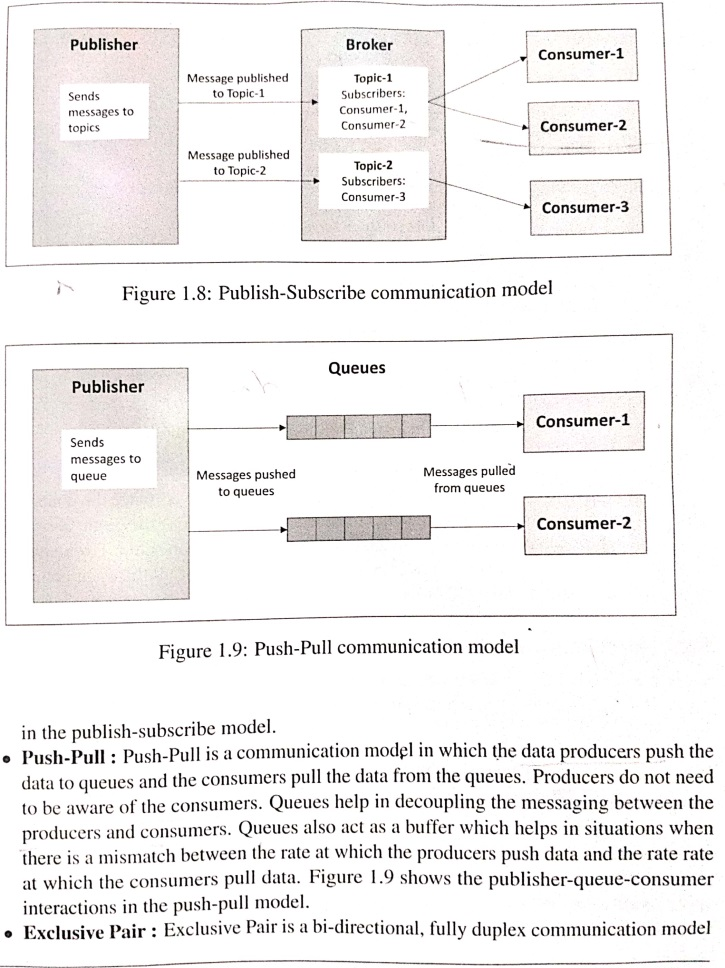 Publisher
Sends
messages to
topics
Message published
to Topic-1
Message published
to Topic-2
Broker
Topic-1
Subscribers:
Consumer-1,
Consumer-2
Topic-2
Subscribers:
Consumer-3
Consumer-1
Consumer-2
Consumer-3
Figure 1.8: Publish-Subscribe communication model
Publisher
Sends
messages to
queue
Queues
Messages pushed
to queues
Messages pulled
from queues
Consumer-1
Consumer-2
Figure 1.9: Push-Pull communication model
in the publish-subscribe model.
• Push-Pull : Push-Pull is a communication model in which the data producers push the
data to queues and the consumers pull the data from the queues. Producers do not need
to be aware of the consumers. Queues help in decoupling the messaging between the
producers and consumers. Queues also act as a buffer which helps in situations when
there is a mismatch between the rate at which the producers push data and the rate rate
at which the consumers pull data. Figure 1.9 shows the publisher-queue-consumer
interactions in the push-pull model.
• Exclusive Pair : Exclusive Pair is a bi-directional, fully duplex communication model